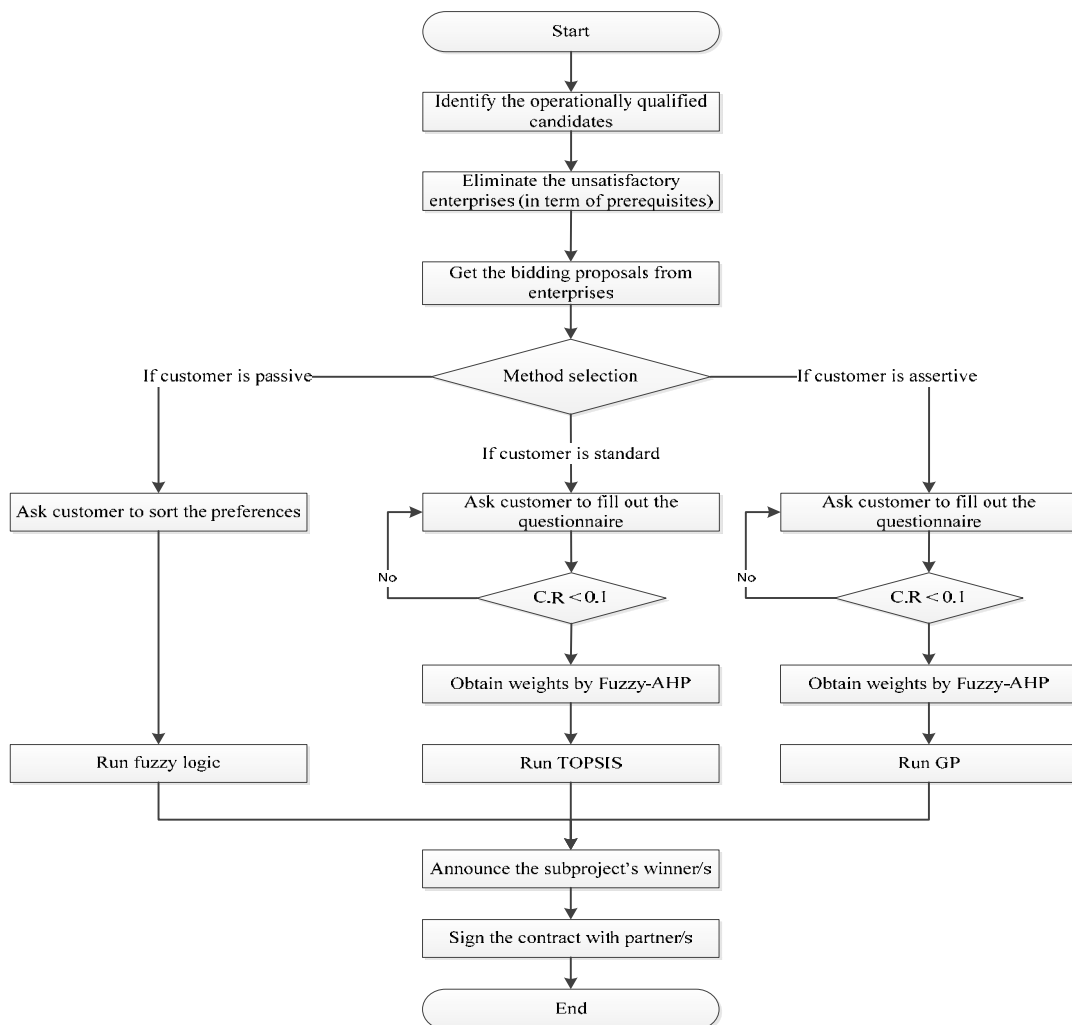 Start
Identify the operationally qualified
candidates
Eliminate the unsatisfactory
enterprises (in term of prerequisites)
Get the bidding proposals from
enterprises
Method selection
If customer is passive
If customer is assertive
If customer is standard
Ask customer to sort the preferences
Ask customer to fill out the
questionnaire
Ask customer to fill out the
questionnaire
No
C.R < 0.1
No
C.R < 0.1
Obtain weights by Fuzzy-AHP
Obtain weights by Fuzzy-AHP
Run fuzzy logic
Run TOPSIS
Run GP
Announce the subproject's winner/s
Sign the contract with partner/s
End